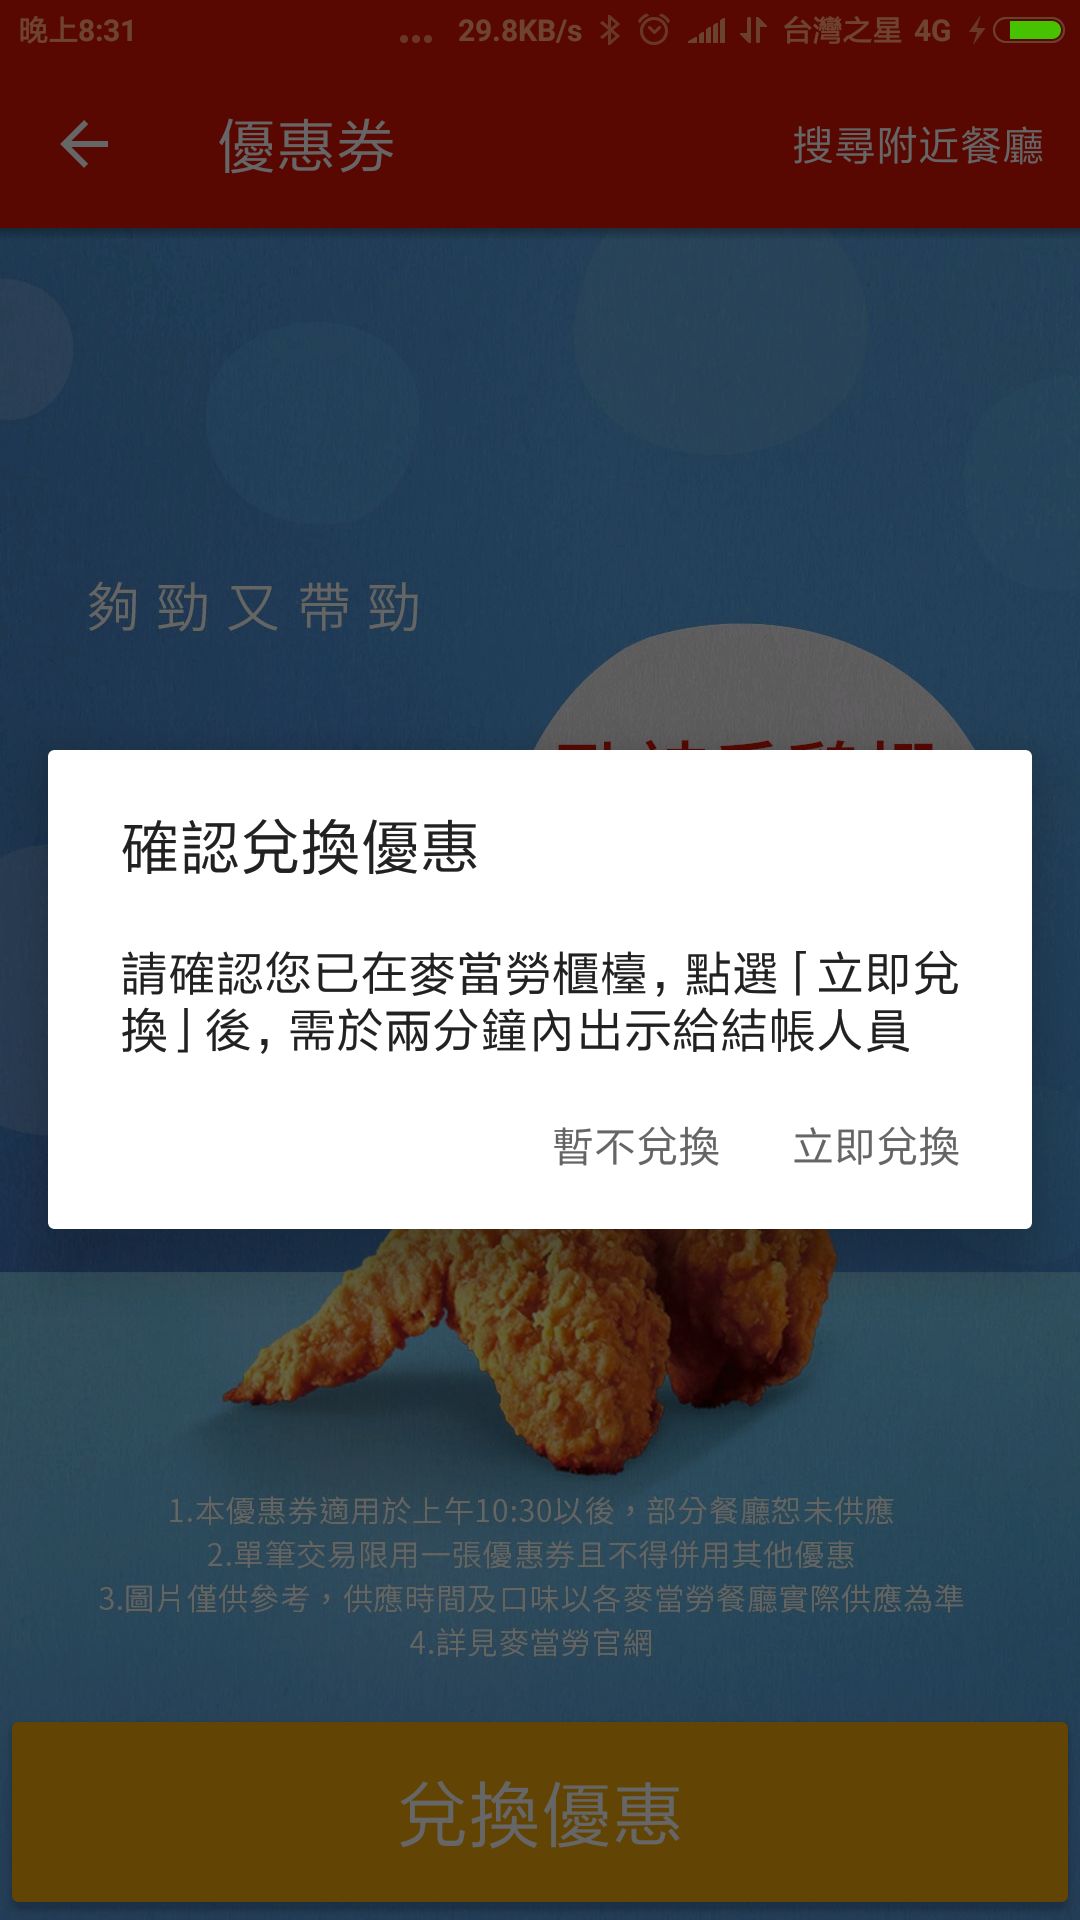 晚上8:31
... 29.8KB/s 台灣之星 4G
優惠券
搜尋附近餐廳
夠勁又帶勁
確認兌換優惠
請確認您已在麥當勞櫃檯，點選「立即兌
換」後，需於兩分鐘內出示給結帳人員
暫不兌換
立即兌換
1.本優惠券適用於上午10:30以後，部分餐廳恕未供應
2.單筆交易限用一張優惠券且不得併用其他優惠
3.圖片僅供參考，供應時間及口味以各麥當勞餐廳實際供應為準
4.詳見麥當勞官網
兌換優惠